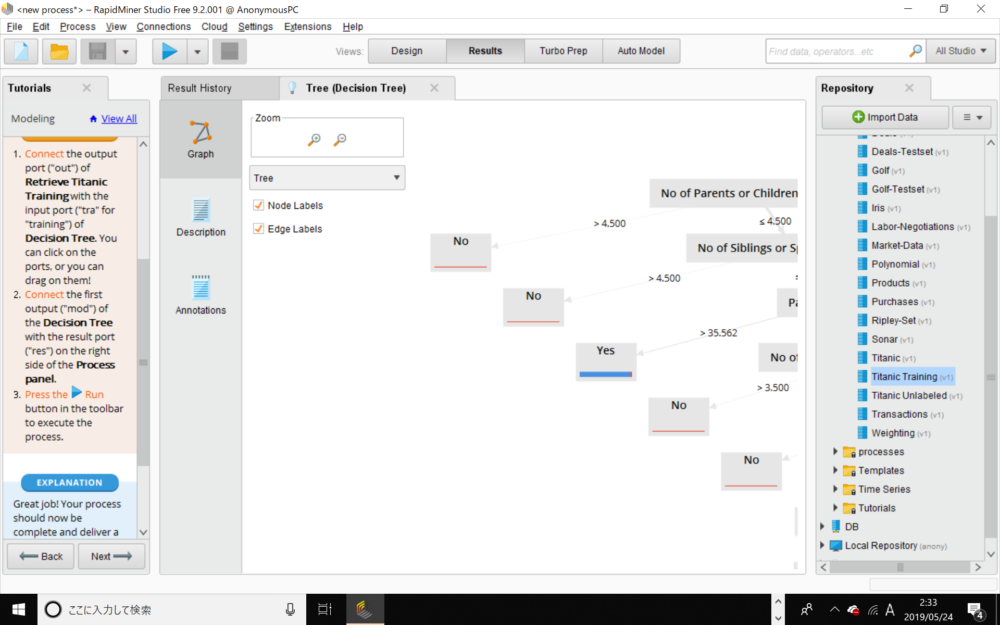 <new process*> – RapidMiner Studio Free 9.2.001 @ AnonymousPC
File Edit Process View Connections Cloud Settings Extensions Help
Views: Design Results Turbo Prep Auto Model
Find data, operators...etc
All Studio
Tutorials
Modeling
View All
1. Connect the output
port ("out") of
Retrieve Titanic
Training with the
input port ("tra" for
"training") of
Decision Tree. You
can click on the
ports, or you can
drag on them!
2. Connect the first
output ("mod") of
the Decision Tree
with the result port
("res") on the right
side of the Process
panel.
3. Press the Run
button in the toolbar
to execute the
process.
EXPLANATION
Great job! Your process
should now be
complete and deliver a
Back
Next
Result History
Tree (Decision Tree)
Graph
Description
Annotations
Zoom
Tree
Node Labels
Edge Labels
No of Parents or Children
> 4.500
≤ 4.500
No
No of Siblings or Sp
> 4.500
No
Pa
> 35.562
Yes
No of
> 3.500
No
No
Repository
Import Data
Deals-Testset (v1)
Golf (v1)
Golf-Testset (v1)
Iris (v1)
Labor-Negotiations (v1)
Market-Data (v1)
Polynomial (v1)
Products (v1)
Purchases (v1)
Ripley-Set (v1)
Sonar (v1)
Titanic (v1)
Titanic Training (v1)
Titanic Unlabeled (v1)
Transactions (v1)
Weighting (v1)
processes
Templates
Time Series
Tutorials
DB
Local Repository (anony)
ここに入力して検索
A
2:33
2019/05/24
4